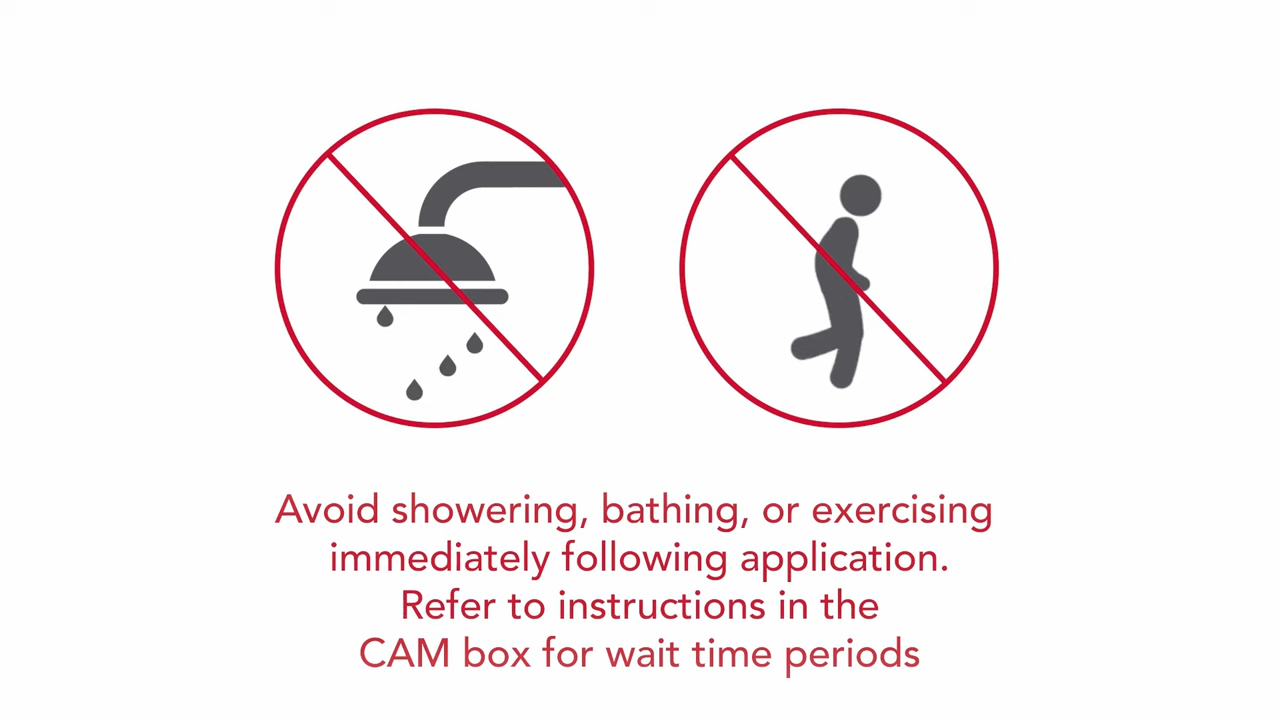 Avoid showering, bathing, or exercising
immediately following application.
Refer to instructions in the
CAM box for wait time periods